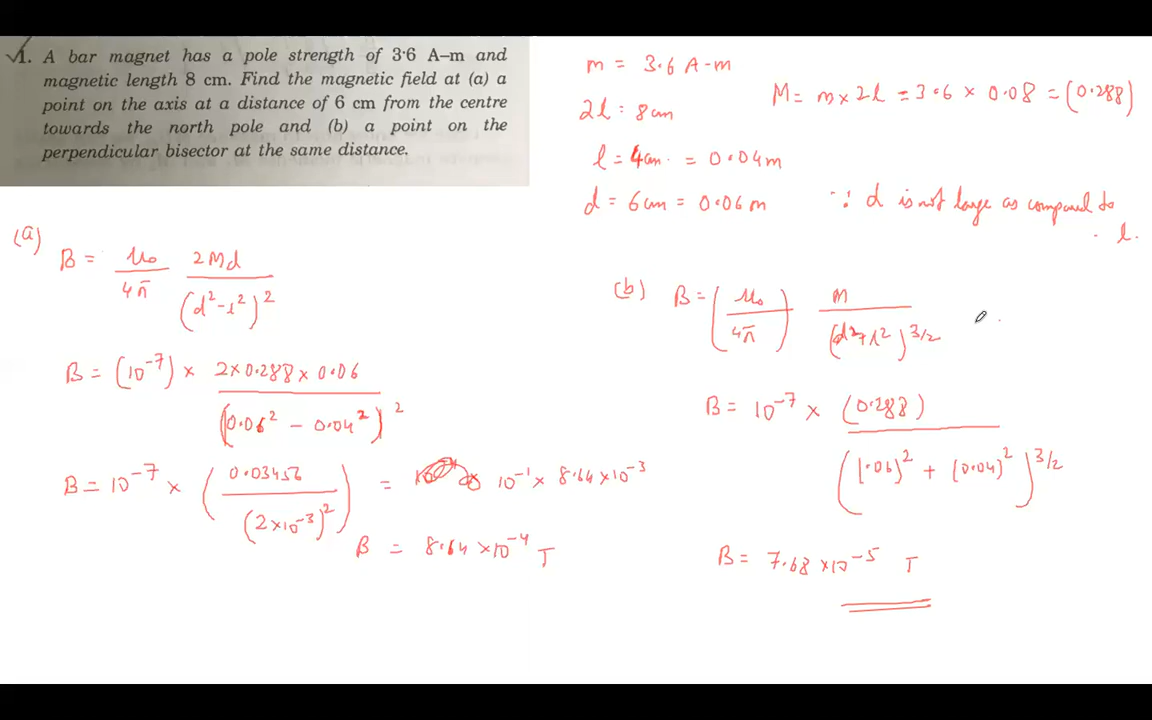 1. A bar magnet has a pole strength of 3·6 A–m and
magnetic length 8 cm. Find the magnetic field at (a) a
point on the axis at a distance of 6 cm from the centre
towards the north pole and (b) a point on the
perpendicular bisector at the same distance.
m = 3.6 A-m
2l = 8cm
M = m × 2l = 3.6 × 0.08 = (0.288)
l = 4cm. = 0.04m
d = 6cm = 0.06m
∵ d is not large as compared to
l.
(a)
B = μ₀/4π 2Md/(d² - l²)²
B = (10⁻⁷) × 2×0.288×0.06/(0.06² - 0.04²)²
B = 10⁻⁷ × (0.03456/(2×10⁻³)²) = 10⁻¹ × 8.64×10⁻³
B = 8.64 ×10⁻⁴ T
(b) B = (μ₀/4π) M/(d²+l²)^3/2
B = 10⁻⁷ × (0.288)/((.06)² + (0.04)²)^3/2
B = 7.68 ×10⁻⁵ T